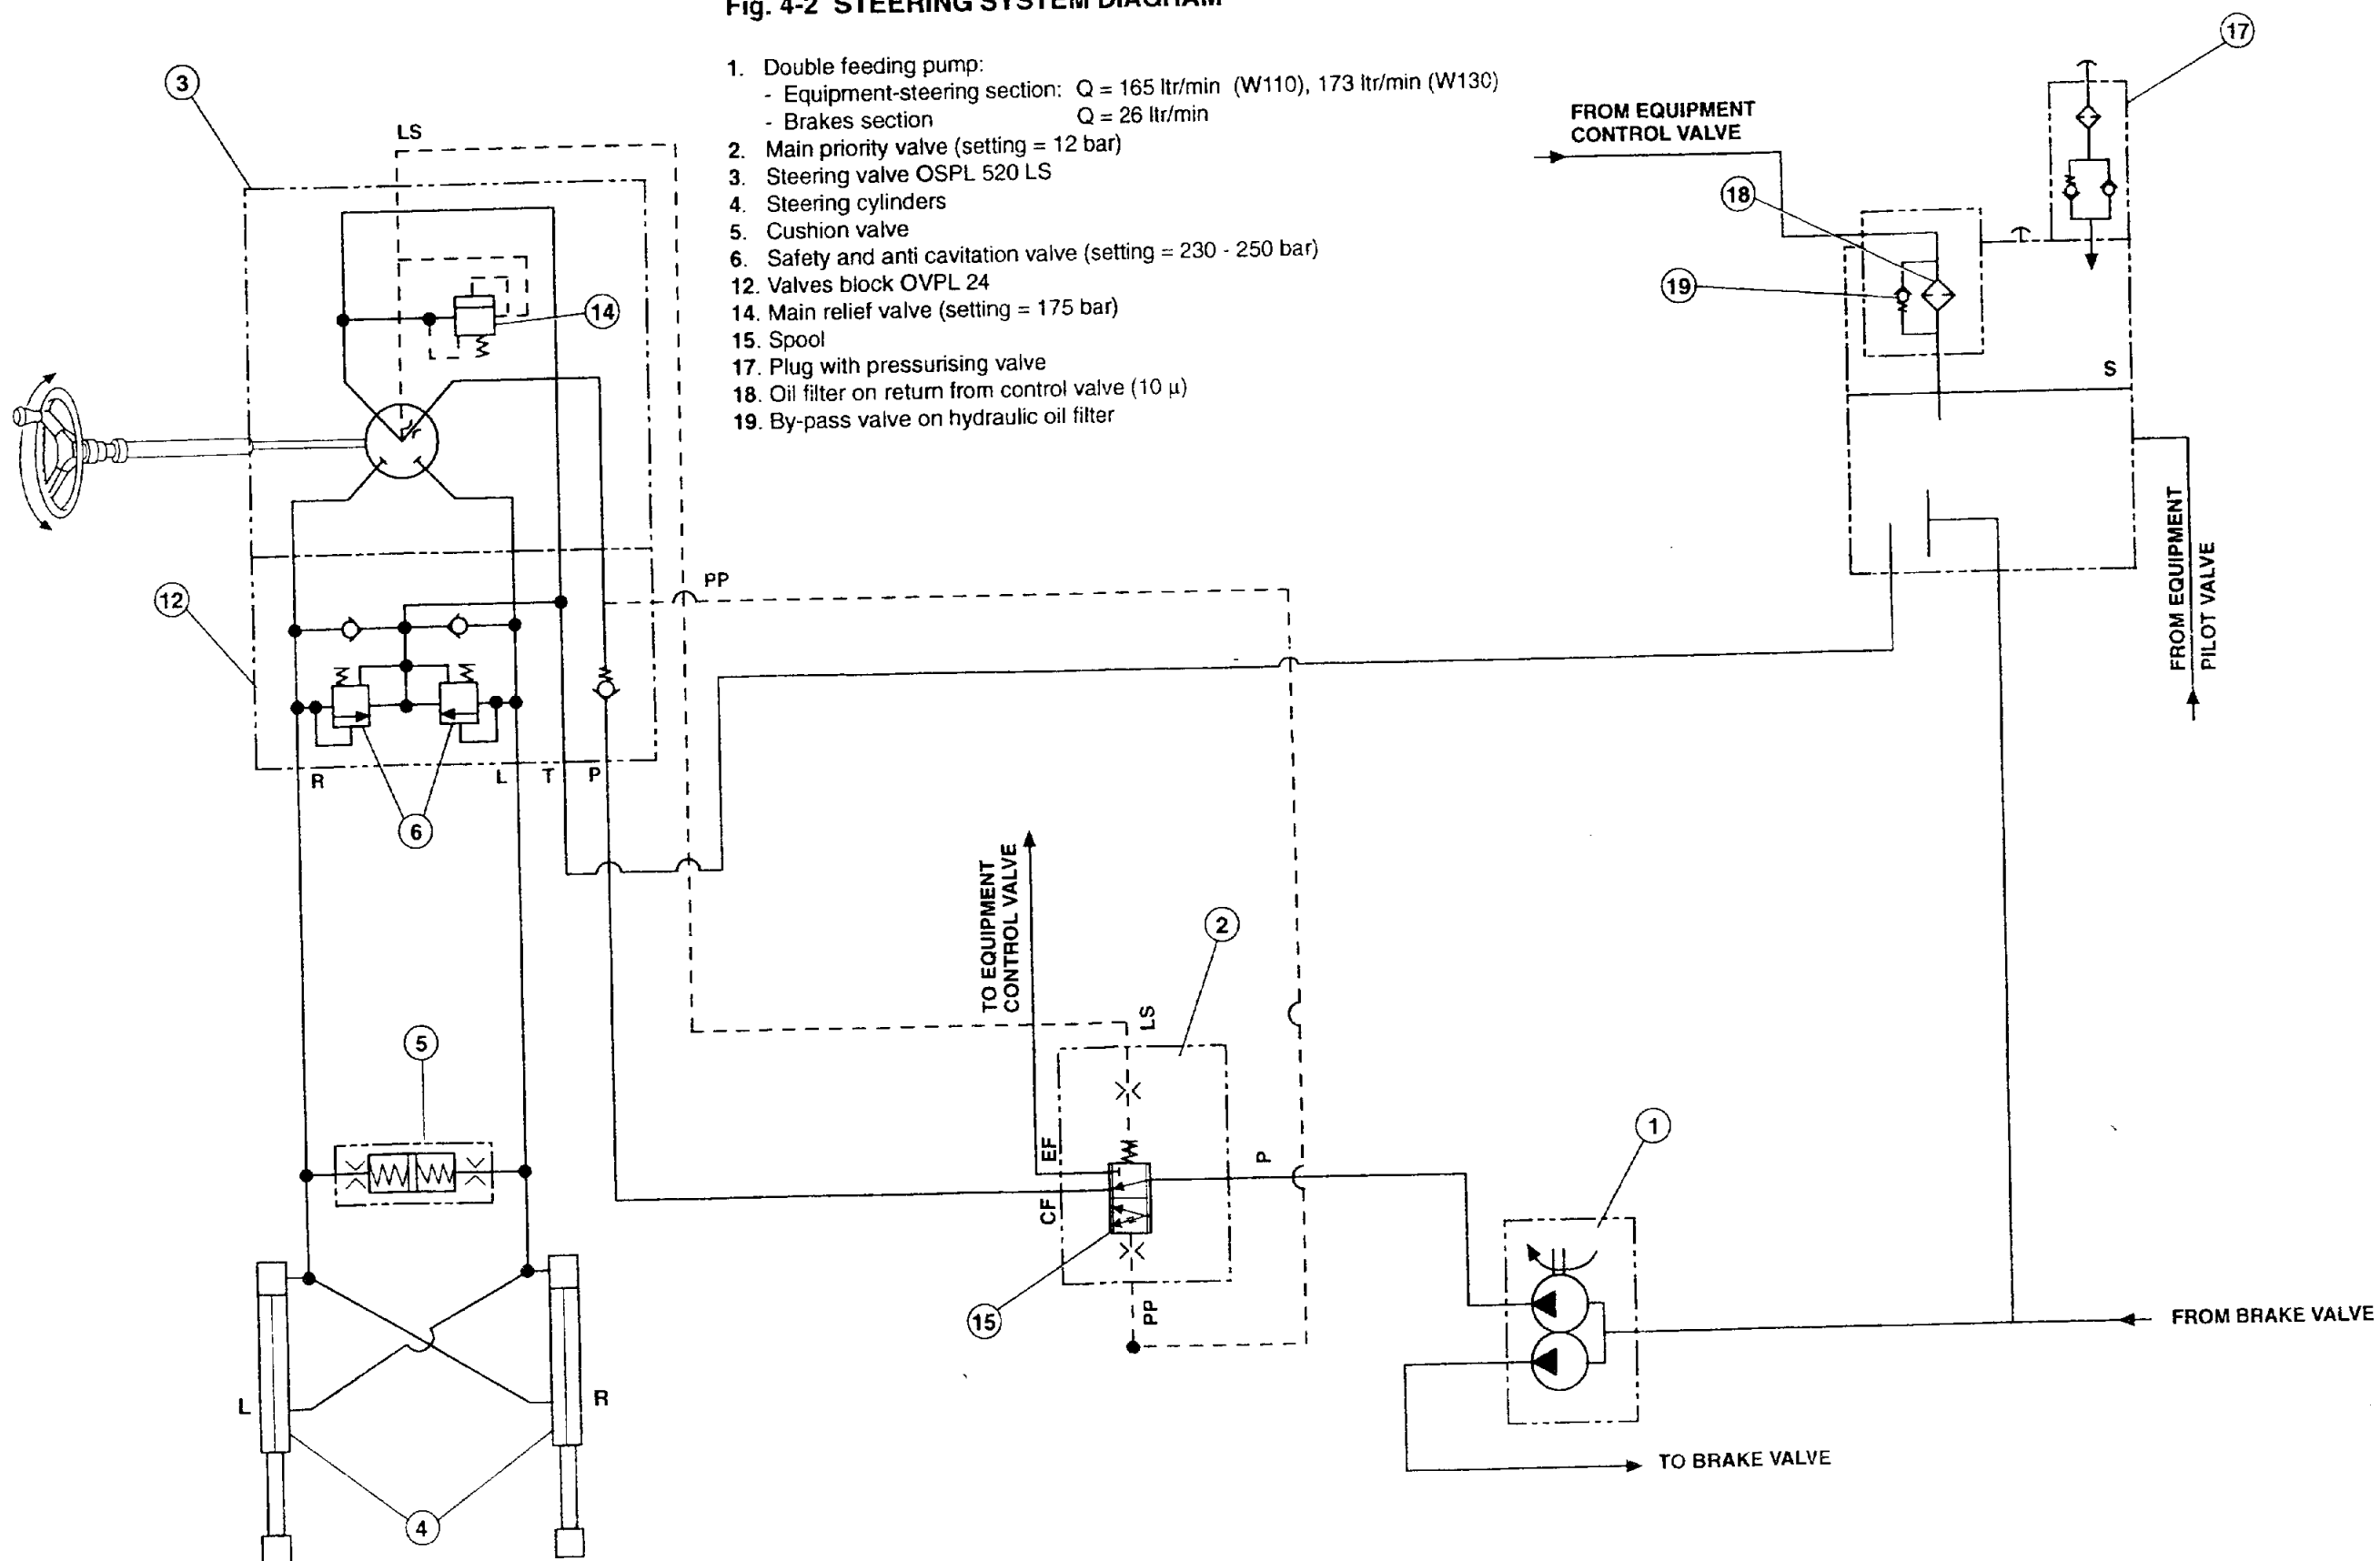 Fig. 4-2 STEERING SYSTEM DIAGRAM
1. Double feeding pump:
- Equipment-steering section: Q = 165 ltr/min (W110), 173 ltr/min (W130)
- Brakes section Q = 26 ltr/min
2. Main priority valve (setting = 12 bar)
3. Steering valve OSPL 520 LS
4. Steering cylinders
5. Cushion valve
6. Safety and anti cavitation valve (setting = 230 - 250 bar)
12. Valves block OVPL 24
14. Main relief valve (setting = 175 bar)
15. Spool
17. Plug with pressurising valve
18. Oil filter on return from control valve (10 µ)
19. By-pass valve on hydraulic oil filter
3
LS
14
12
PP
R
L
T
P
6
5
L
R
4
TO EQUIPMENT
CONTROL VALVE
2
LS
EF
CF
P
PP
15
1
FROM BRAKE VALVE
TO BRAKE VALVE
FROM EQUIPMENT
CONTROL VALVE
17
18
19
S
FROM EQUIPMENT
PILOT VALVE